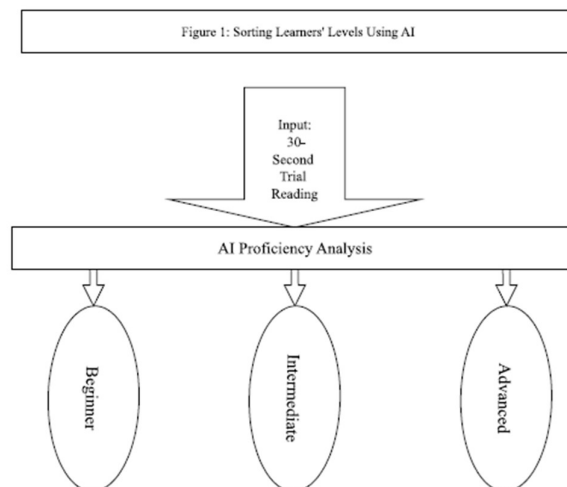 Figure 1: Sorting Learners' Levels Using AI
Input:
30-
Second
Trial
Reading
AI Proficiency Analysis
Beginner
Intermediate
Advanced